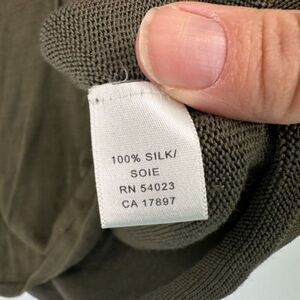 100% SILK/
SOIE
RN 54023
CA 17897